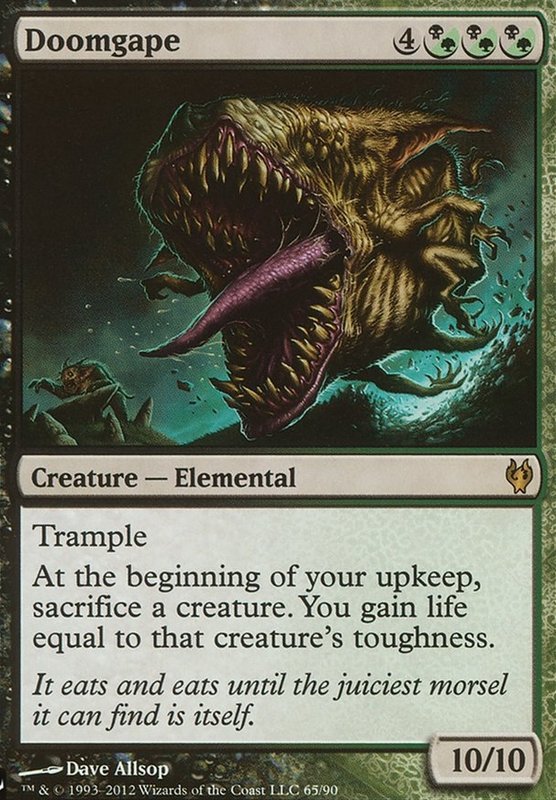 Doomgape 4
Creature — Elemental
Trample
At the beginning of your upkeep,
sacrifice a creature. You gain life
equal to that creature's toughness.
It eats and eats until the juiciest morsel
it can find is itself.
10/10
Dave Allsop
™ & © 1993–2012 Wizards of the Coast LLC 65/90